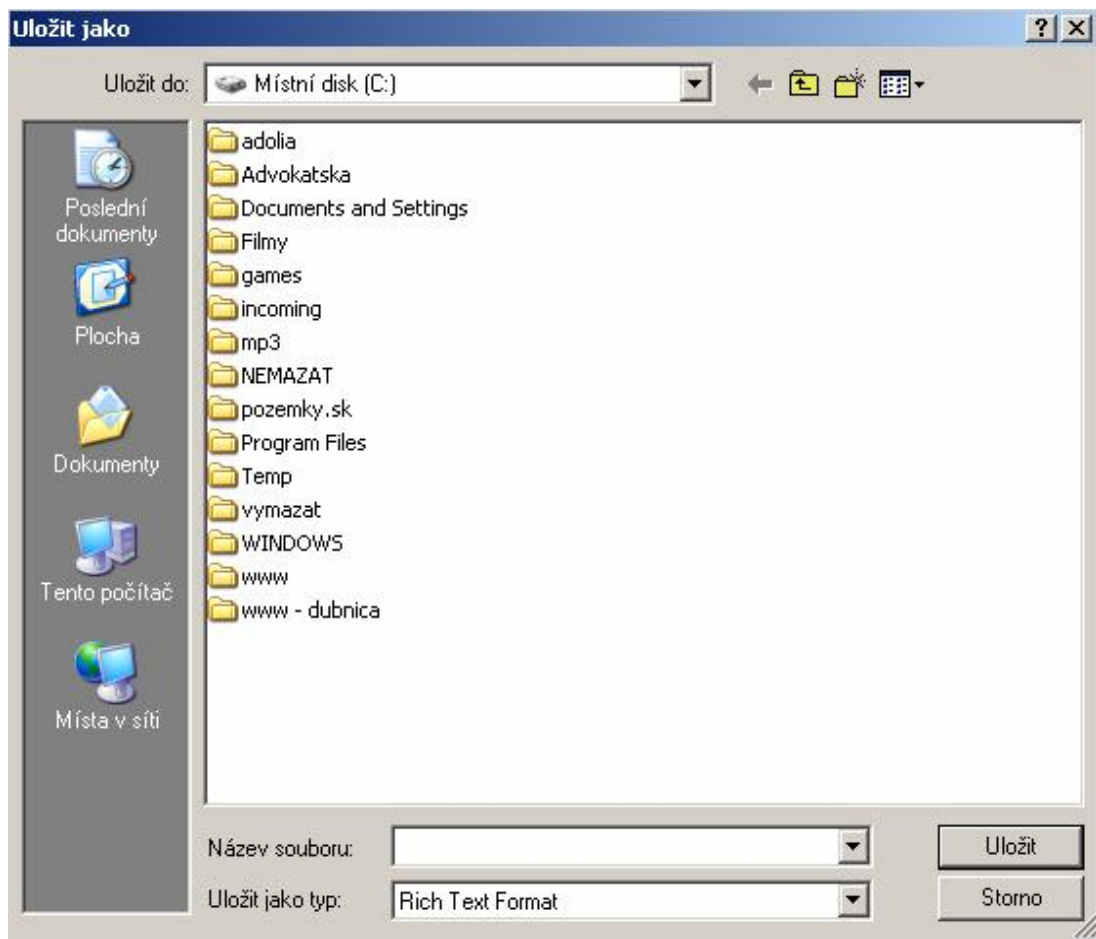 Uložit jako
Uložit do:
Místní disk (C:)
Poslední
dokumenty
Plocha
Dokumenty
Tento počítač
Místa v síti
adolia
Advokatska
Documents and Settings
Filmy
games
incoming
mp3
NEMAZAT
pozemky.sk
Program Files
Temp
vymazat
WINDOWS
www
www - dubnica
Název souboru:
Uložit
Uložit jako typ:
Rich Text Format
Storno